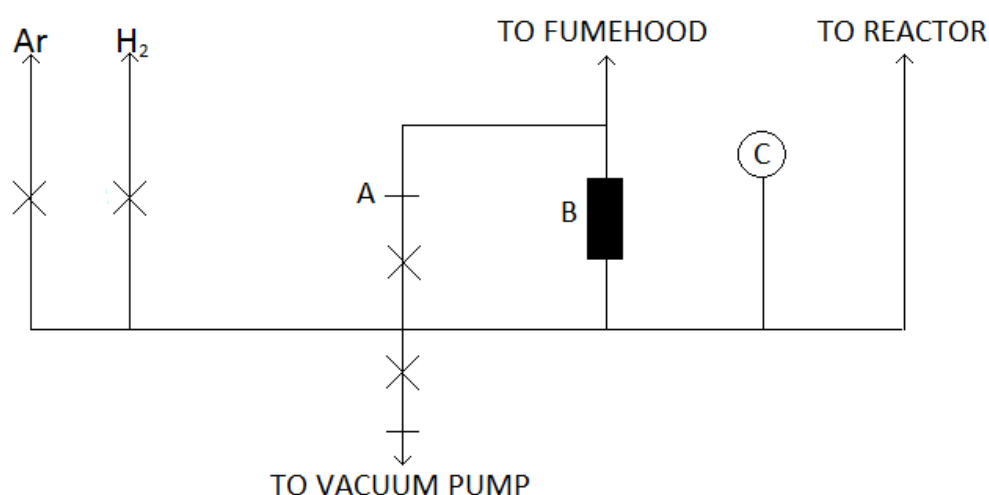 TO FUMEHOOD
TO REACTOR
Ar
H₂
C
A
B
TO VACUUM PUMP